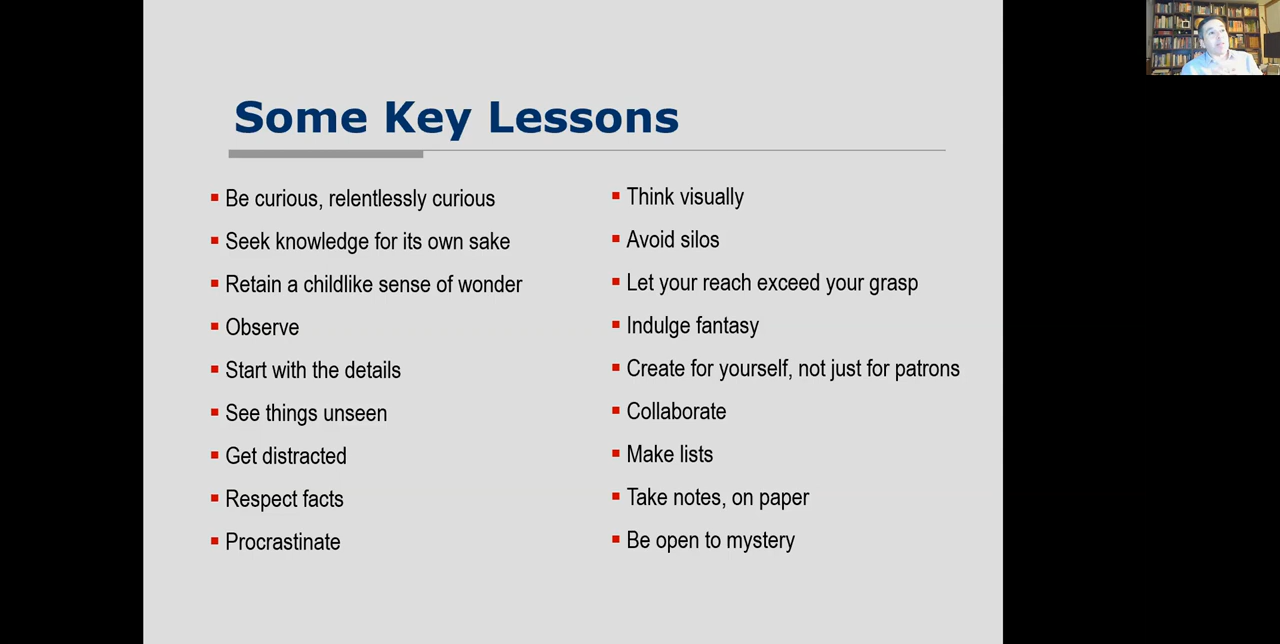 Some Key Lessons
Be curious, relentlessly curious
Seek knowledge for its own sake
Retain a childlike sense of wonder
Observe
Start with the details
See things unseen
Get distracted
Respect facts
Procrastinate
Think visually
Avoid silos
Let your reach exceed your grasp
Indulge fantasy
Create for yourself, not just for patrons
Collaborate
Make lists
Take notes, on paper
Be open to mystery